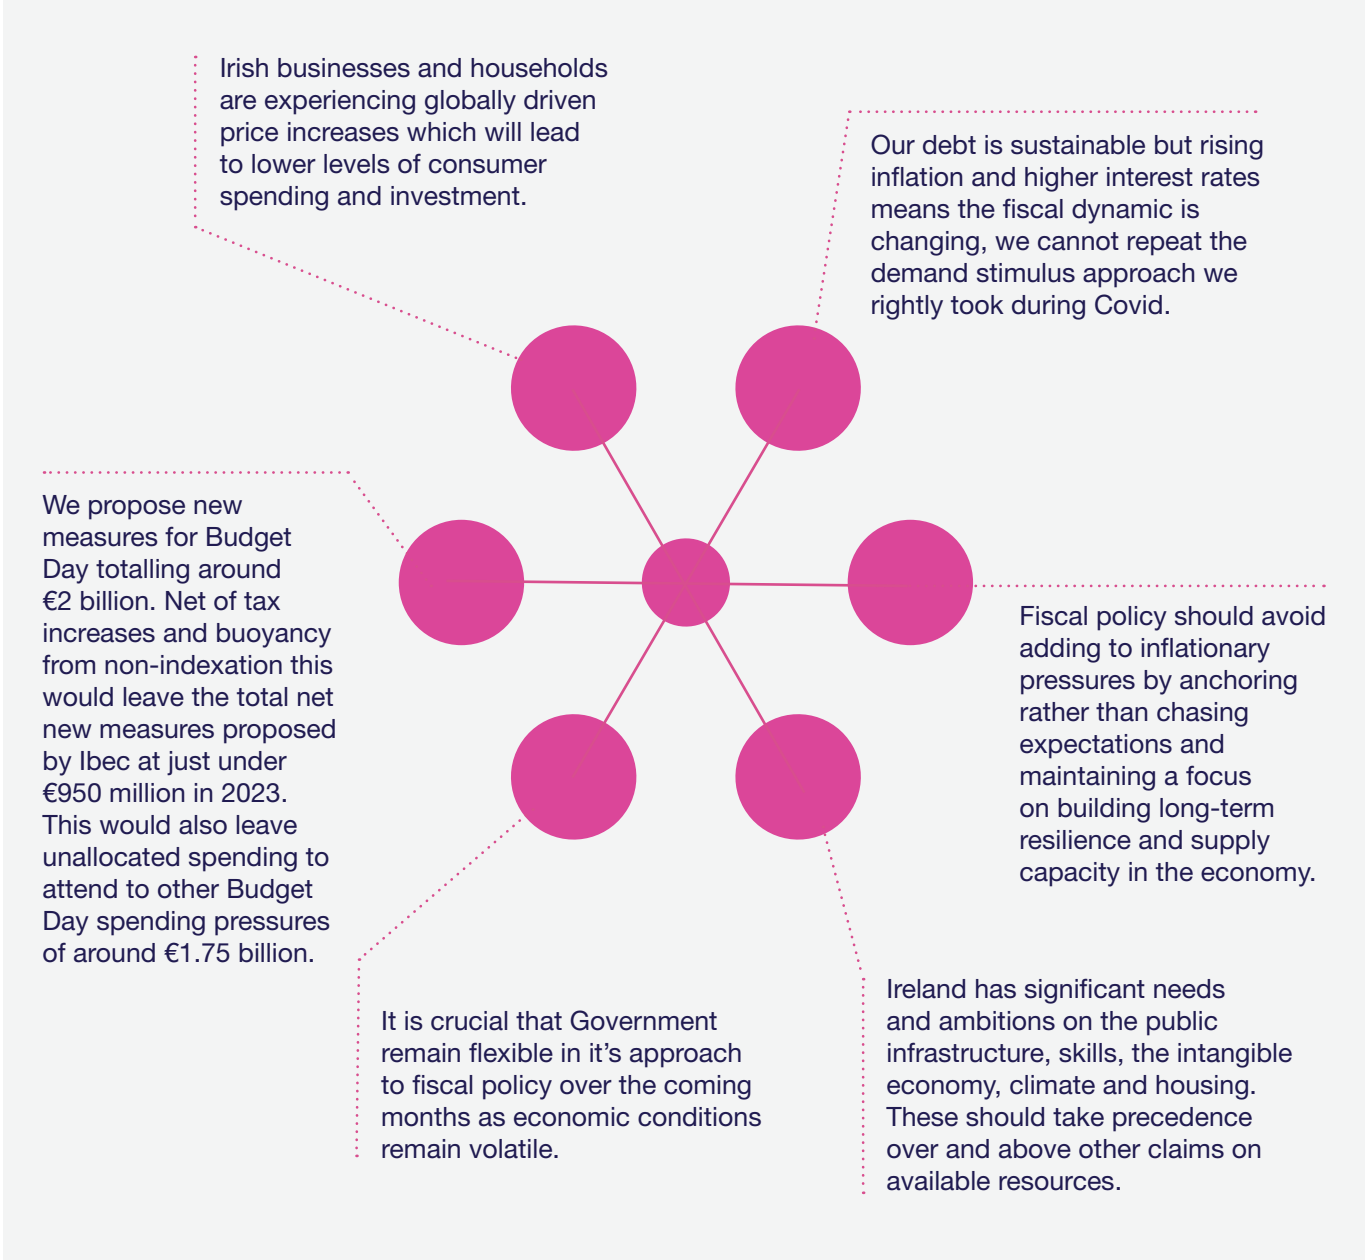 Irish businesses and households
are experiencing globally driven
price increases which will lead
to lower levels of consumer
spending and investment.
Our debt is sustainable but rising
inflation and higher interest rates
means the fiscal dynamic is
changing, we cannot repeat the
demand stimulus approach we
rightly took during Covid.
We propose new
measures for Budget
Day totalling around
€2 billion. Net of tax
increases and buoyancy
from non-indexation this
would leave the total net
new measures proposed
by Ibec at just under
€950 million in 2023.
This would also leave
unallocated spending to
attend to other Budget
Day spending pressures
of around €1.75 billion.
Fiscal policy should avoid
adding to inflationary
pressures by anchoring
rather than chasing
expectations and
maintaining a focus
on building long-term
resilience and supply
capacity in the economy.
It is crucial that Government
remain flexible in it’s approach
to fiscal policy over the coming
months as economic conditions
remain volatile.
Ireland has significant needs
and ambitions on the public
infrastructure, skills, the intangible
economy, climate and housing.
These should take precedence
over and above other claims on
available resources.